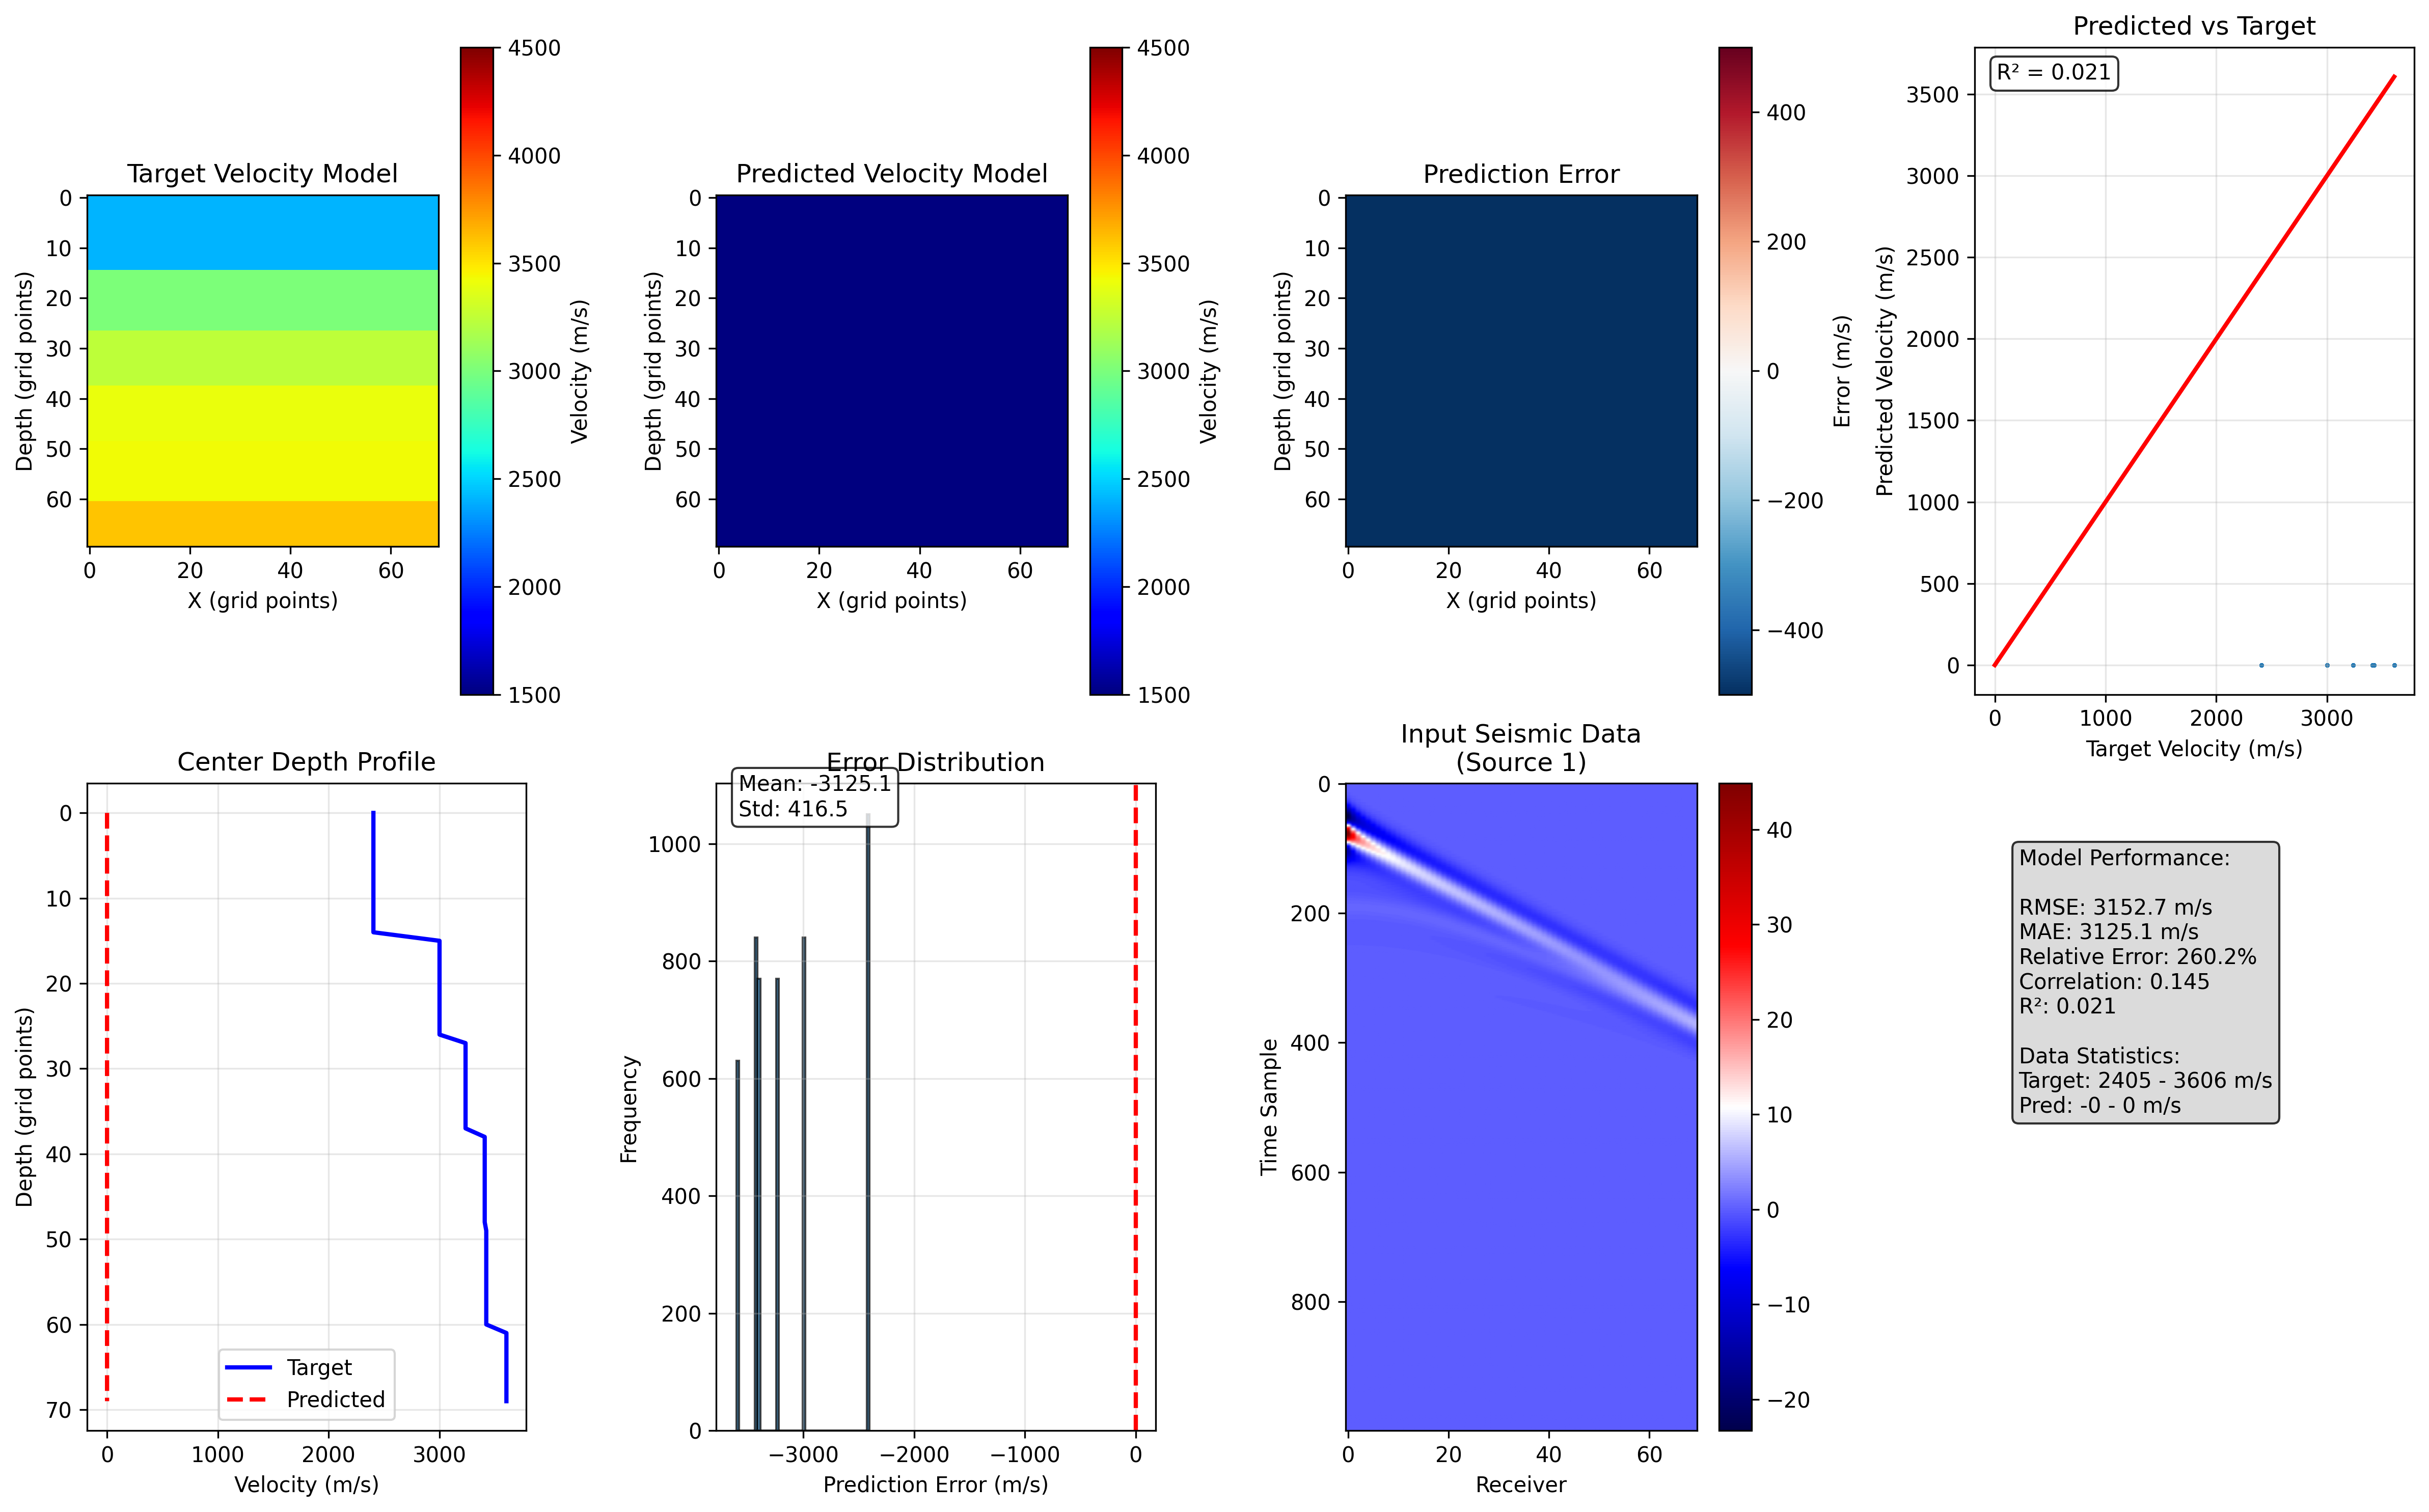 Target Velocity Model
0
10
20
30
40
50
60
Depth (grid points)
0
20
40
60
X (grid points)
4500
4000
3500
3000
2500
2000
1500
Velocity (m/s)
Predicted Velocity Model
0
10
20
30
40
50
60
Depth (grid points)
0
20
40
60
X (grid points)
4500
4000
3500
3000
2500
2000
1500
Velocity (m/s)
Prediction Error
0
10
20
30
40
50
60
Depth (grid points)
0
20
40
60
X (grid points)
400
200
0
−200
−400
Error (m/s)
Predicted vs Target
R² = 0.021
3500
3000
2500
2000
1500
1000
500
0
Predicted Velocity (m/s)
0
1000
2000
3000
Target Velocity (m/s)
Center Depth Profile
0
10
20
30
40
50
60
70
Depth (grid points)
Target
Predicted
0
1000
2000
3000
Velocity (m/s)
Error Distribution
Mean: -3125.1
Std: 416.5
1000
800
600
400
200
0
Frequency
−3000
−2000
−1000
0
Prediction Error (m/s)
Input Seismic Data
(Source 1)
0
200
400
600
800
Time Sample
0
20
40
60
Receiver
40
30
20
10
0
−10
−20
Model Performance:
RMSE: 3152.7 m/s
MAE: 3125.1 m/s
Relative Error: 260.2%
Correlation: 0.145
R²: 0.021
Data Statistics:
Target: 2405 - 3606 m/s
Pred: -0 - 0 m/s